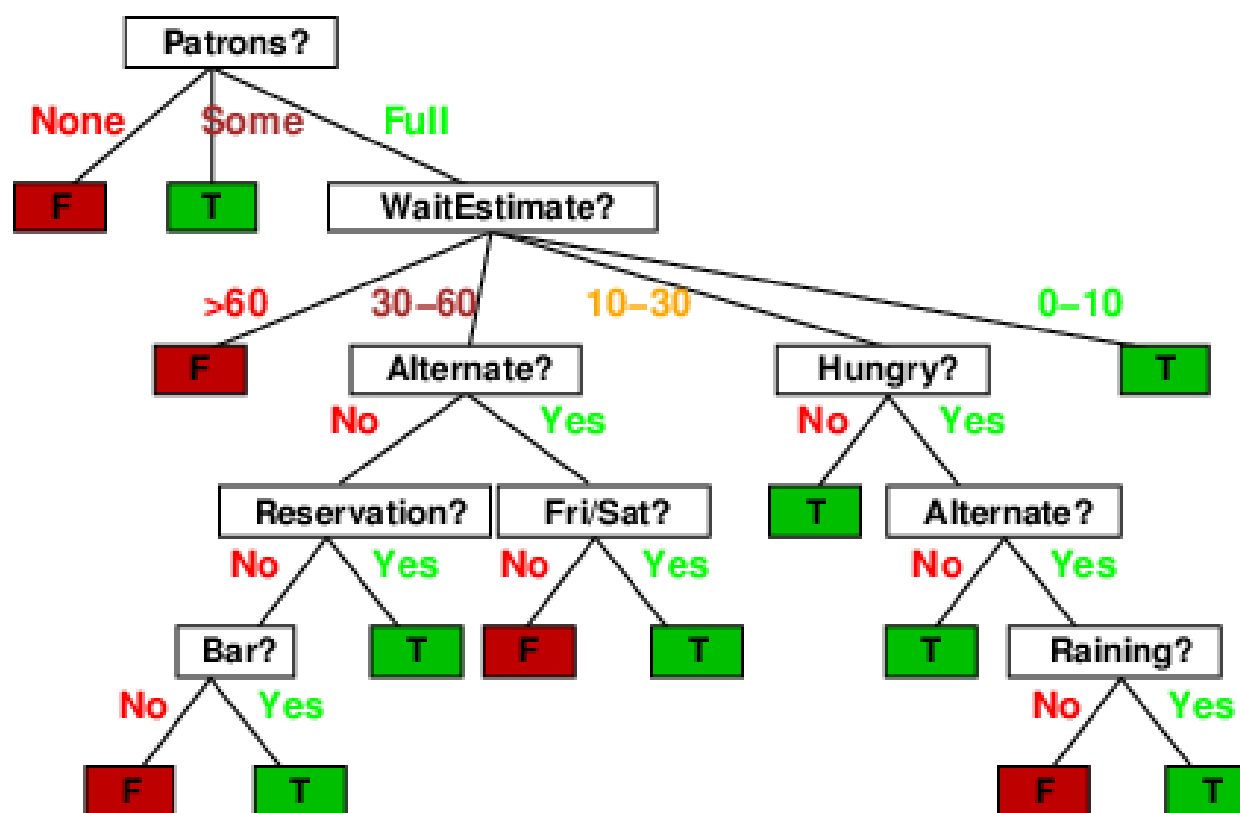 Patrons?
None Some Full
F T WaitEstimate?
>60 30–60 10–30 0–10
F Alternate? Hungry? T
No Yes No Yes
Reservation? Fri/Sat? T Alternate?
No Yes No Yes No Yes
Bar? T F T T Raining?
No Yes No Yes
F T F T